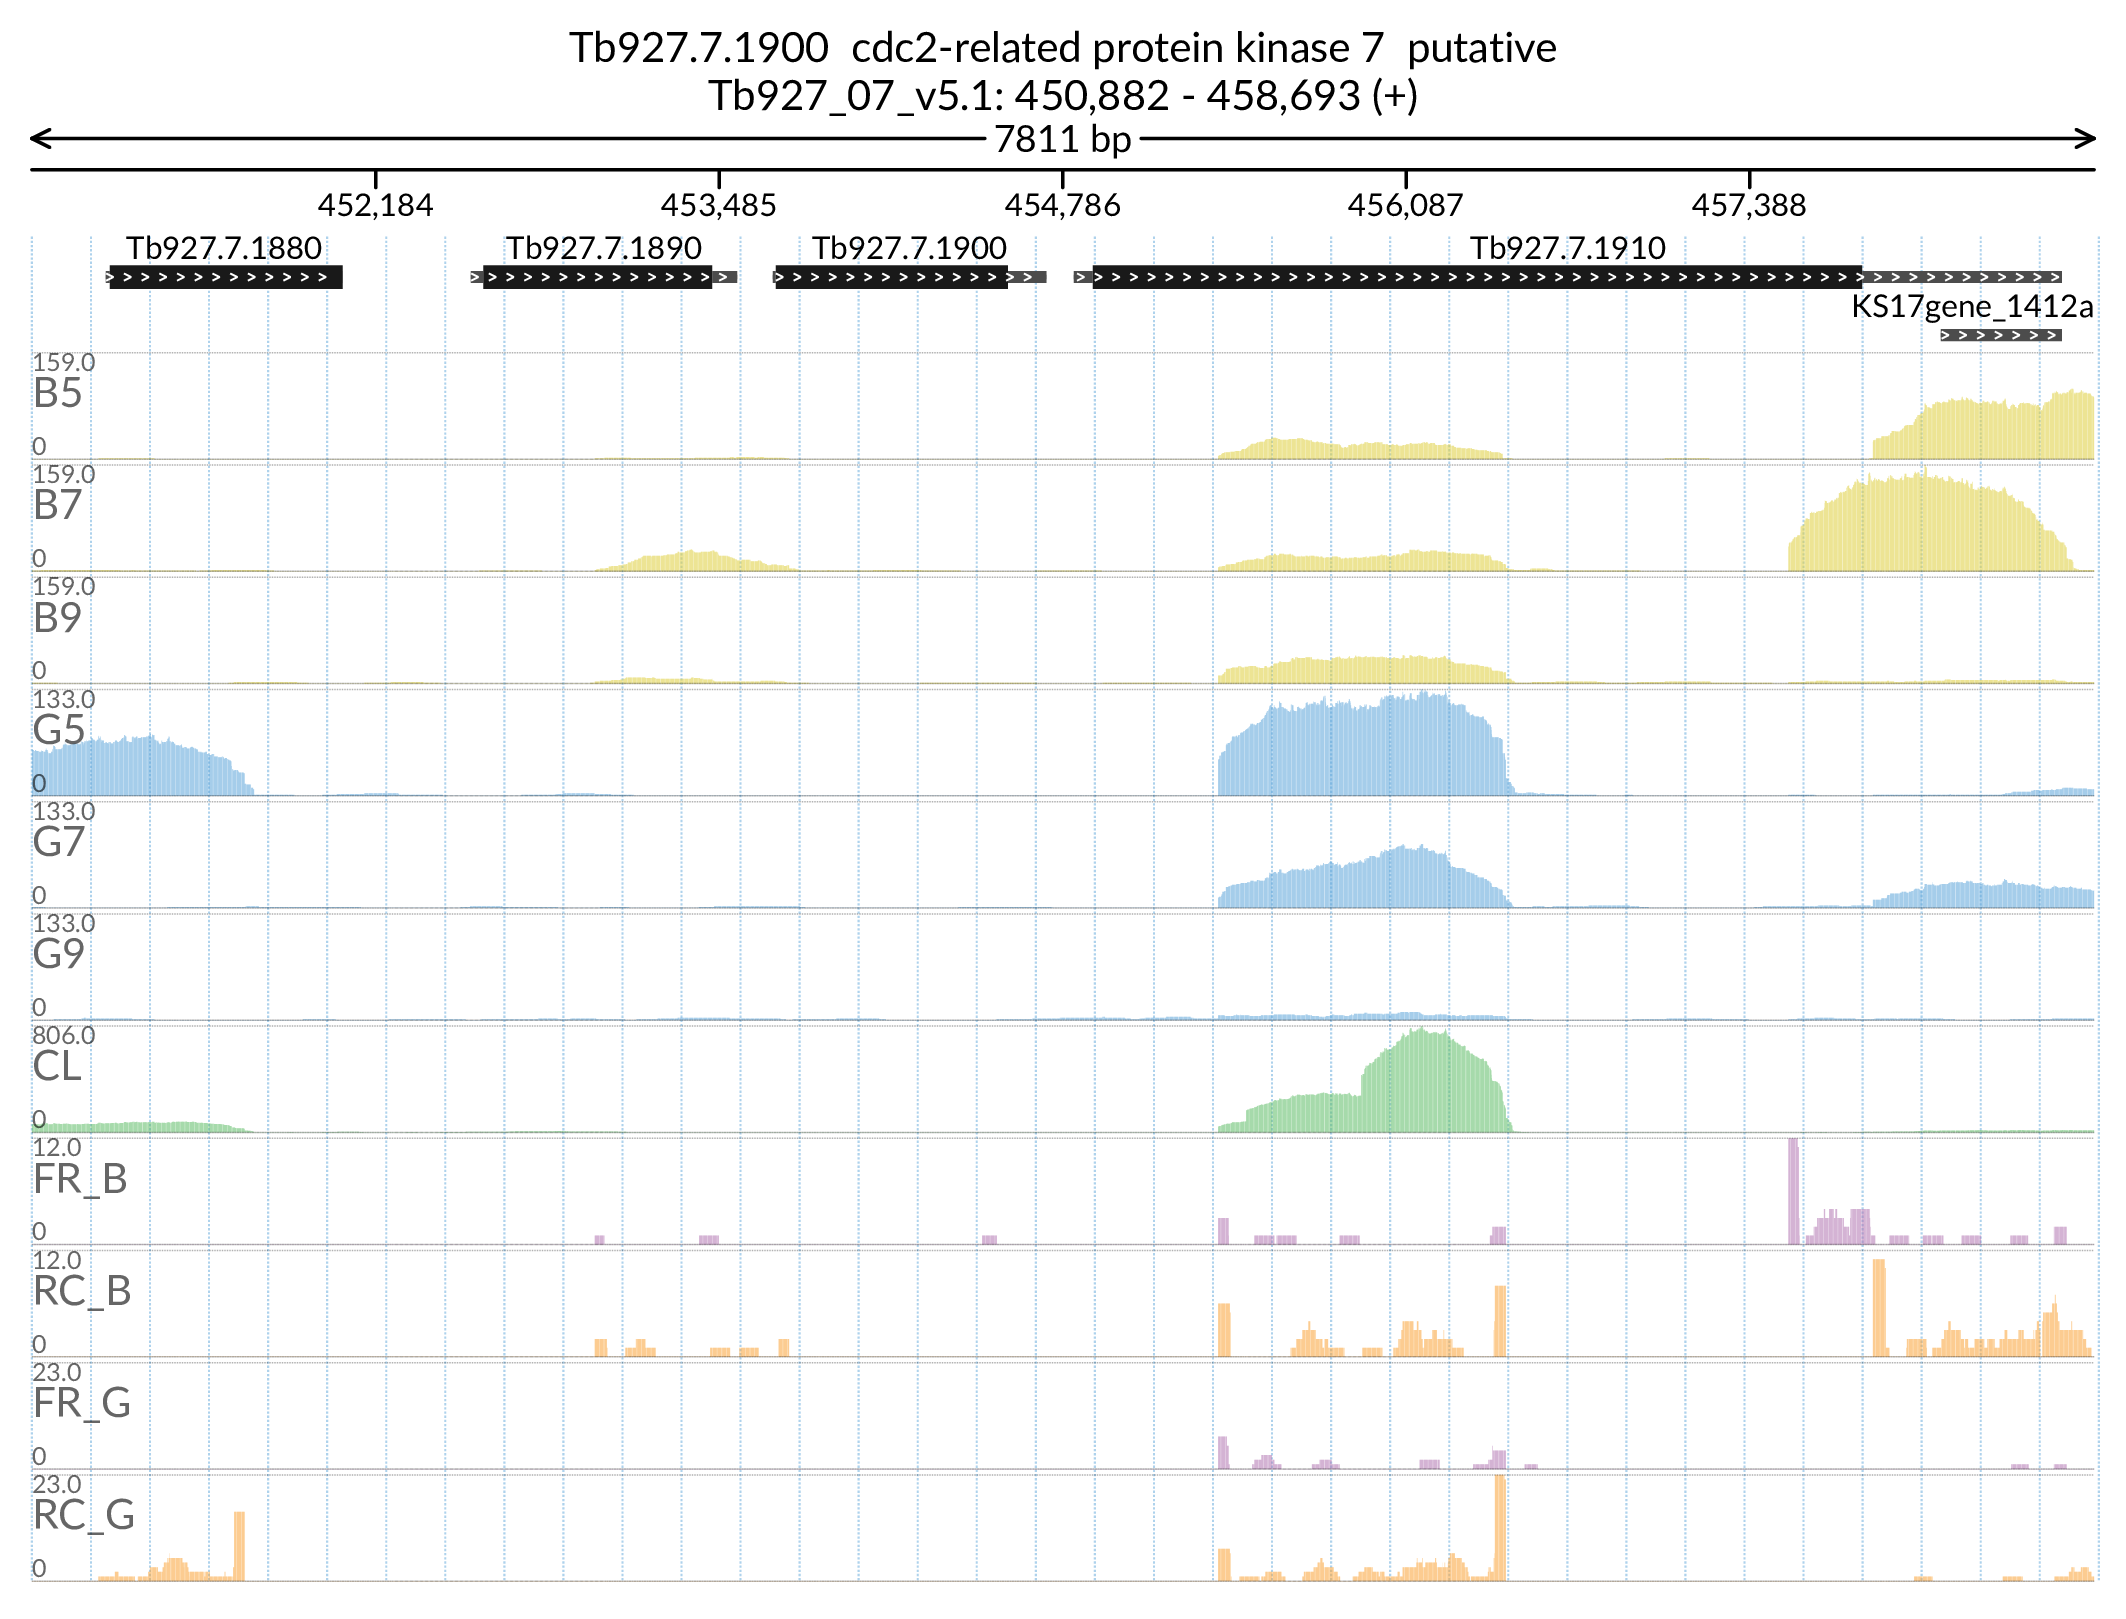 Tb927.7.1900  cdc2-related protein kinase 7  putative
Tb927_07_v5.1: 450,882 - 458,693 (+)
7811 bp
452,184 453,485 454,786 456,087 457,388
Tb927.7.1880 Tb927.7.1890 Tb927.7.1900 Tb927.7.1910
KS17gene_1412a
159.0
B5
0
159.0
B7
0
159.0
B9
0
133.0
G5
0
133.0
G7
0
133.0
G9
0
806.0
CL
0
12.0
FR_B
0
12.0
RC_B
0
23.0
FR_G
0
23.0
RC_G
0